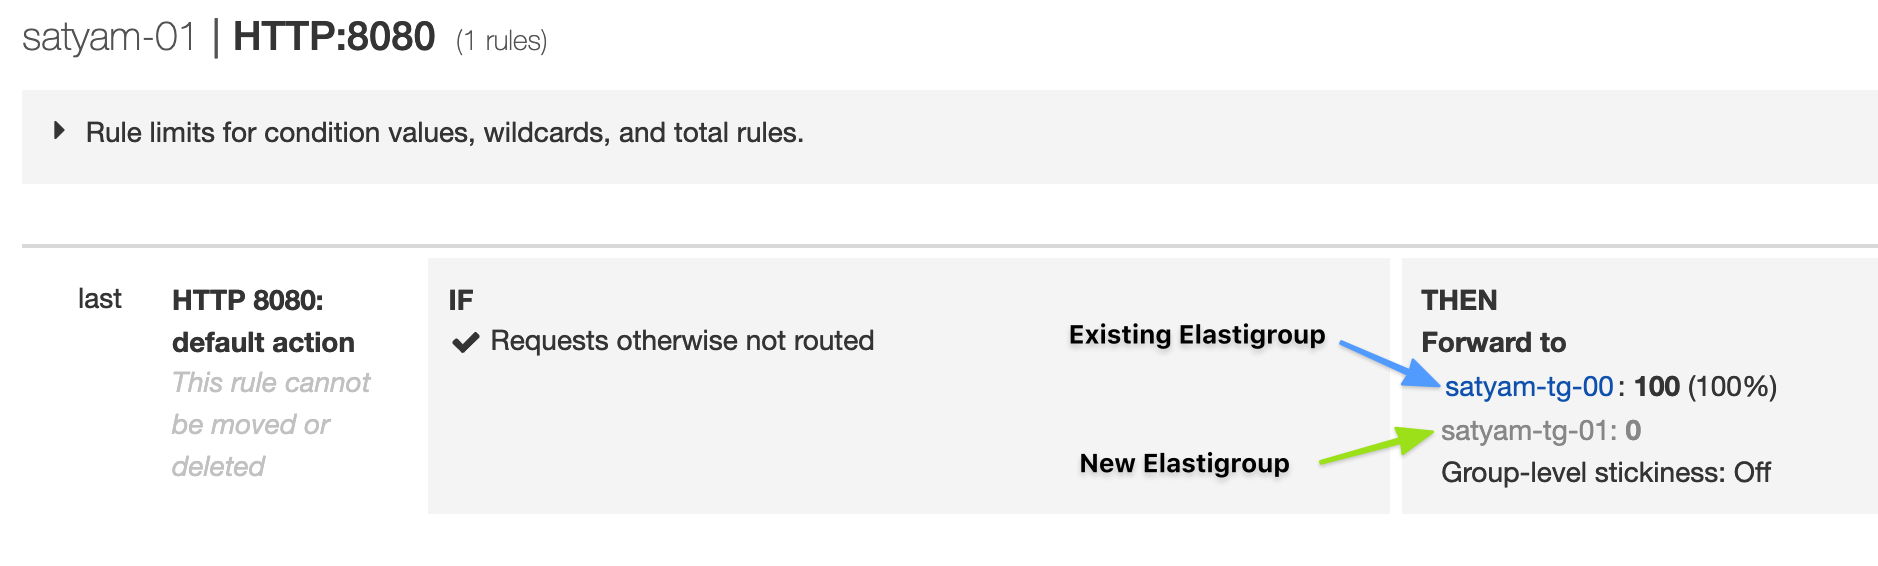 satyam-01 | HTTP:8080 (1 rules)
Rule limits for condition values, wildcards, and total rules.
last
HTTP 8080:
default action
This rule cannot
be moved or
deleted
IF
Requests otherwise not routed
Existing Elastigroup
New Elastigroup
THEN
Forward to
satyam-tg-00: 100 (100%)
satyam-tg-01: 0
Group-level stickiness: Off